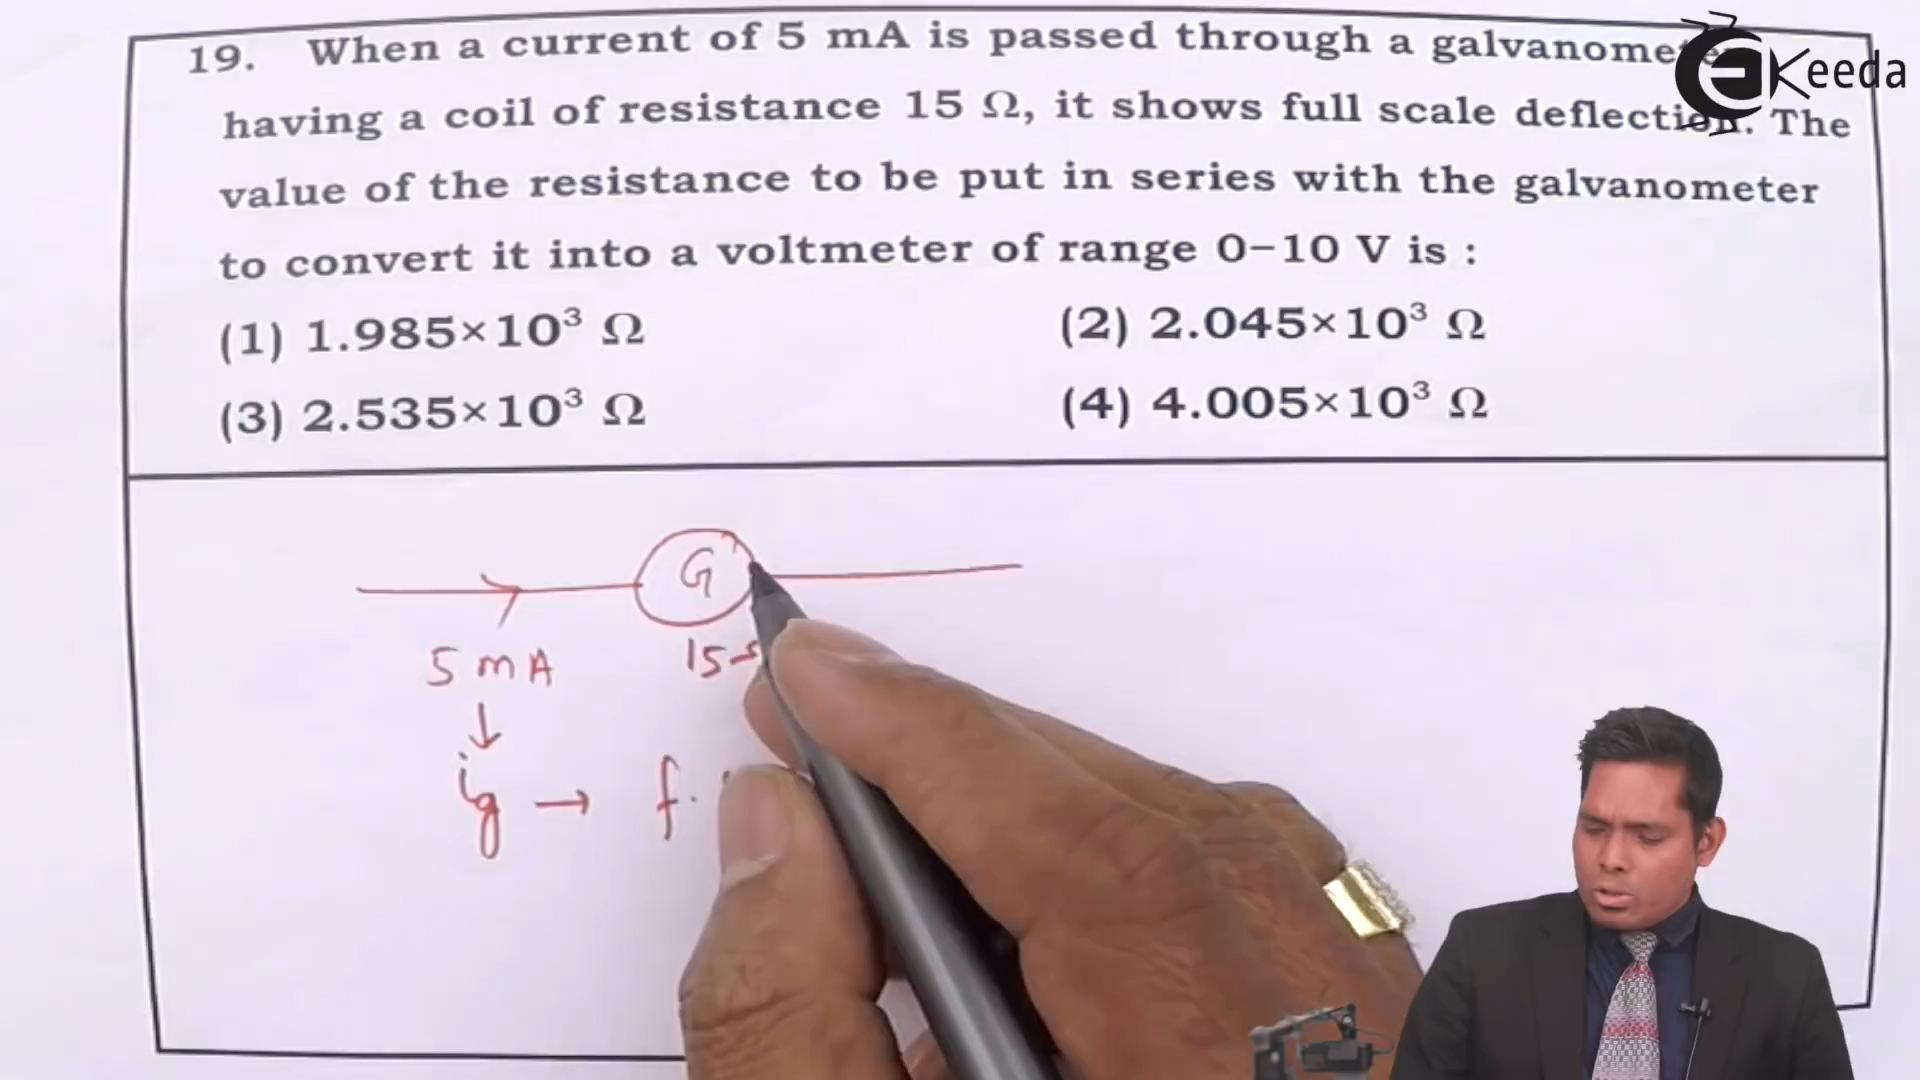 19. When a current of 5 mA is passed through a
having a coil of resistance 15 Ω, it shows full scale deflection. The
value of the resistance to be put in series with the galvanometer
to convert it into a voltmeter of range 0–10 V is :
(1) 1.985×10³ Ω (2) 2.045×10³ Ω
(3) 2.535×10³ Ω (4) 4.005×10³ Ω
Keeda
G
5 mA 15
ig → f.